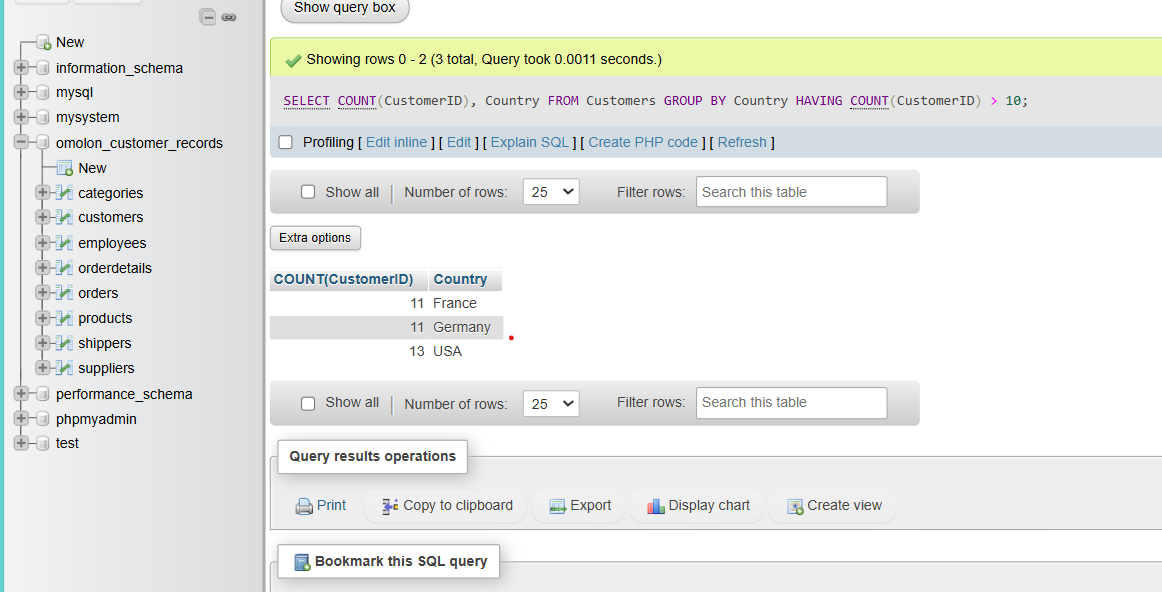 Show query box
New
information_schema
mysql
mysystem
omolon_customer_records
New
categories
customers
employees
orderdetails
orders
products
shippers
suppliers
performance_schema
phpmyadmin
test
Showing rows 0 - 2 (3 total, Query took 0.0011 seconds.)
SELECT COUNT(CustomerID), Country FROM Customers GROUP BY Country HAVING COUNT(CustomerID) > 10;
Profiling [ Edit inline ] [ Edit ] [ Explain SQL ] [ Create PHP code ] [ Refresh ]
Show all Number of rows: 25 Filter rows: Search this table
Extra options
COUNT(CustomerID) Country
11 France
11 Germany
13 USA
Show all Number of rows: 25 Filter rows: Search this table
Query results operations
Print Copy to clipboard Export Display chart Create view
Bookmark this SQL query